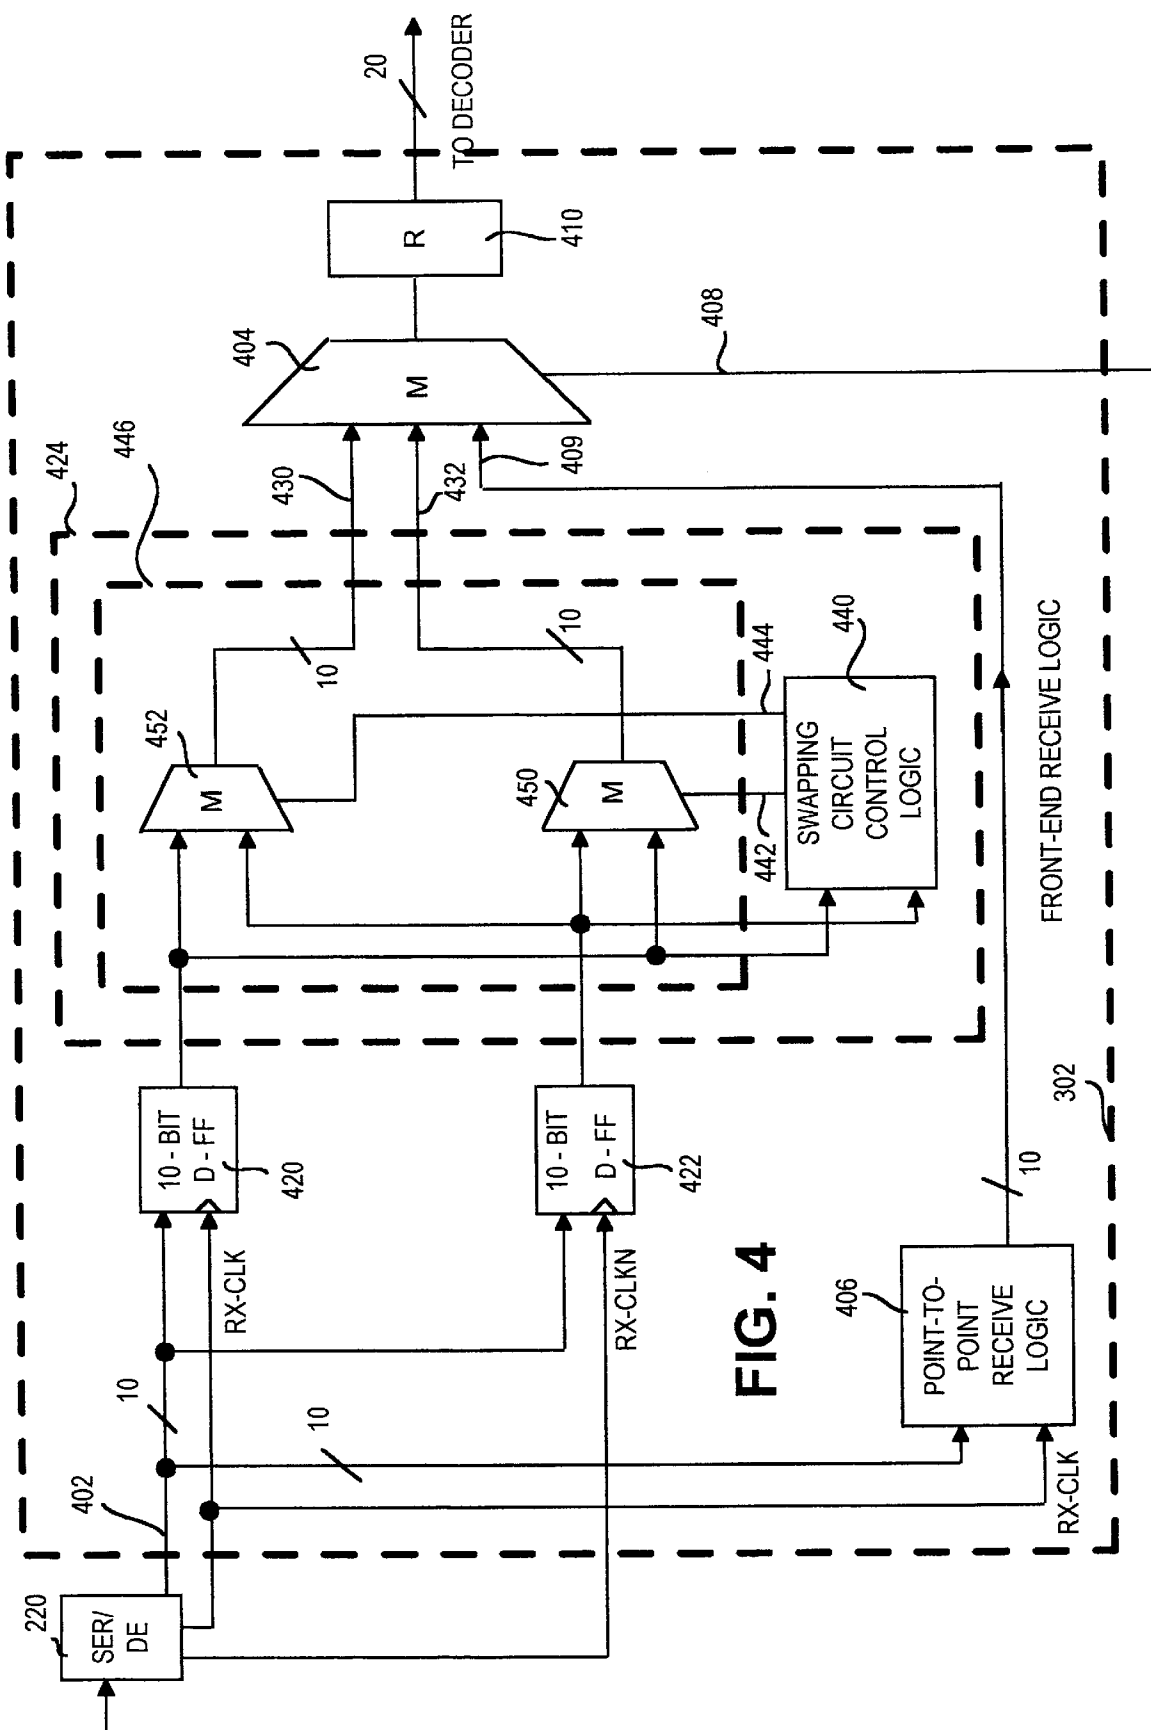 220
SER/
DE
402
10
10
RX-CLK
RX-CLKN
10 - BIT
D - FF
420
10 - BIT
D - FF
422
424
446
452
M
10
430
450
M
10
432
442
444
440
SWAPPING
CIRCUIT
CONTROL
LOGIC
404
M
409
408
R
410
20
TO DECODER
406
POINT-TO-
POINT
RECEIVE
LOGIC
RX-CLK
10
302
FRONT-END RECEIVE LOGIC
FIG. 4